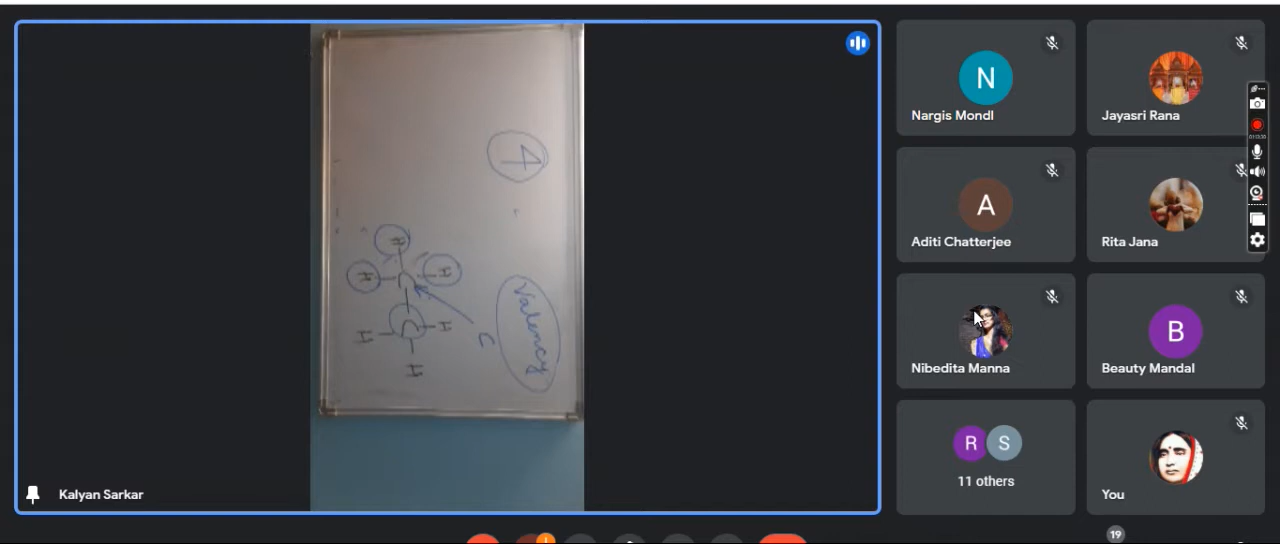 4
Valency
C
H H H
H C C H
H H
Kalyan Sarkar
Nargis Mondl
Jayasri Rana
Aditi Chatterjee
Rita Jana
Nibedita Manna
Beauty Mandal
N
A
B
R S
11 others
You
19